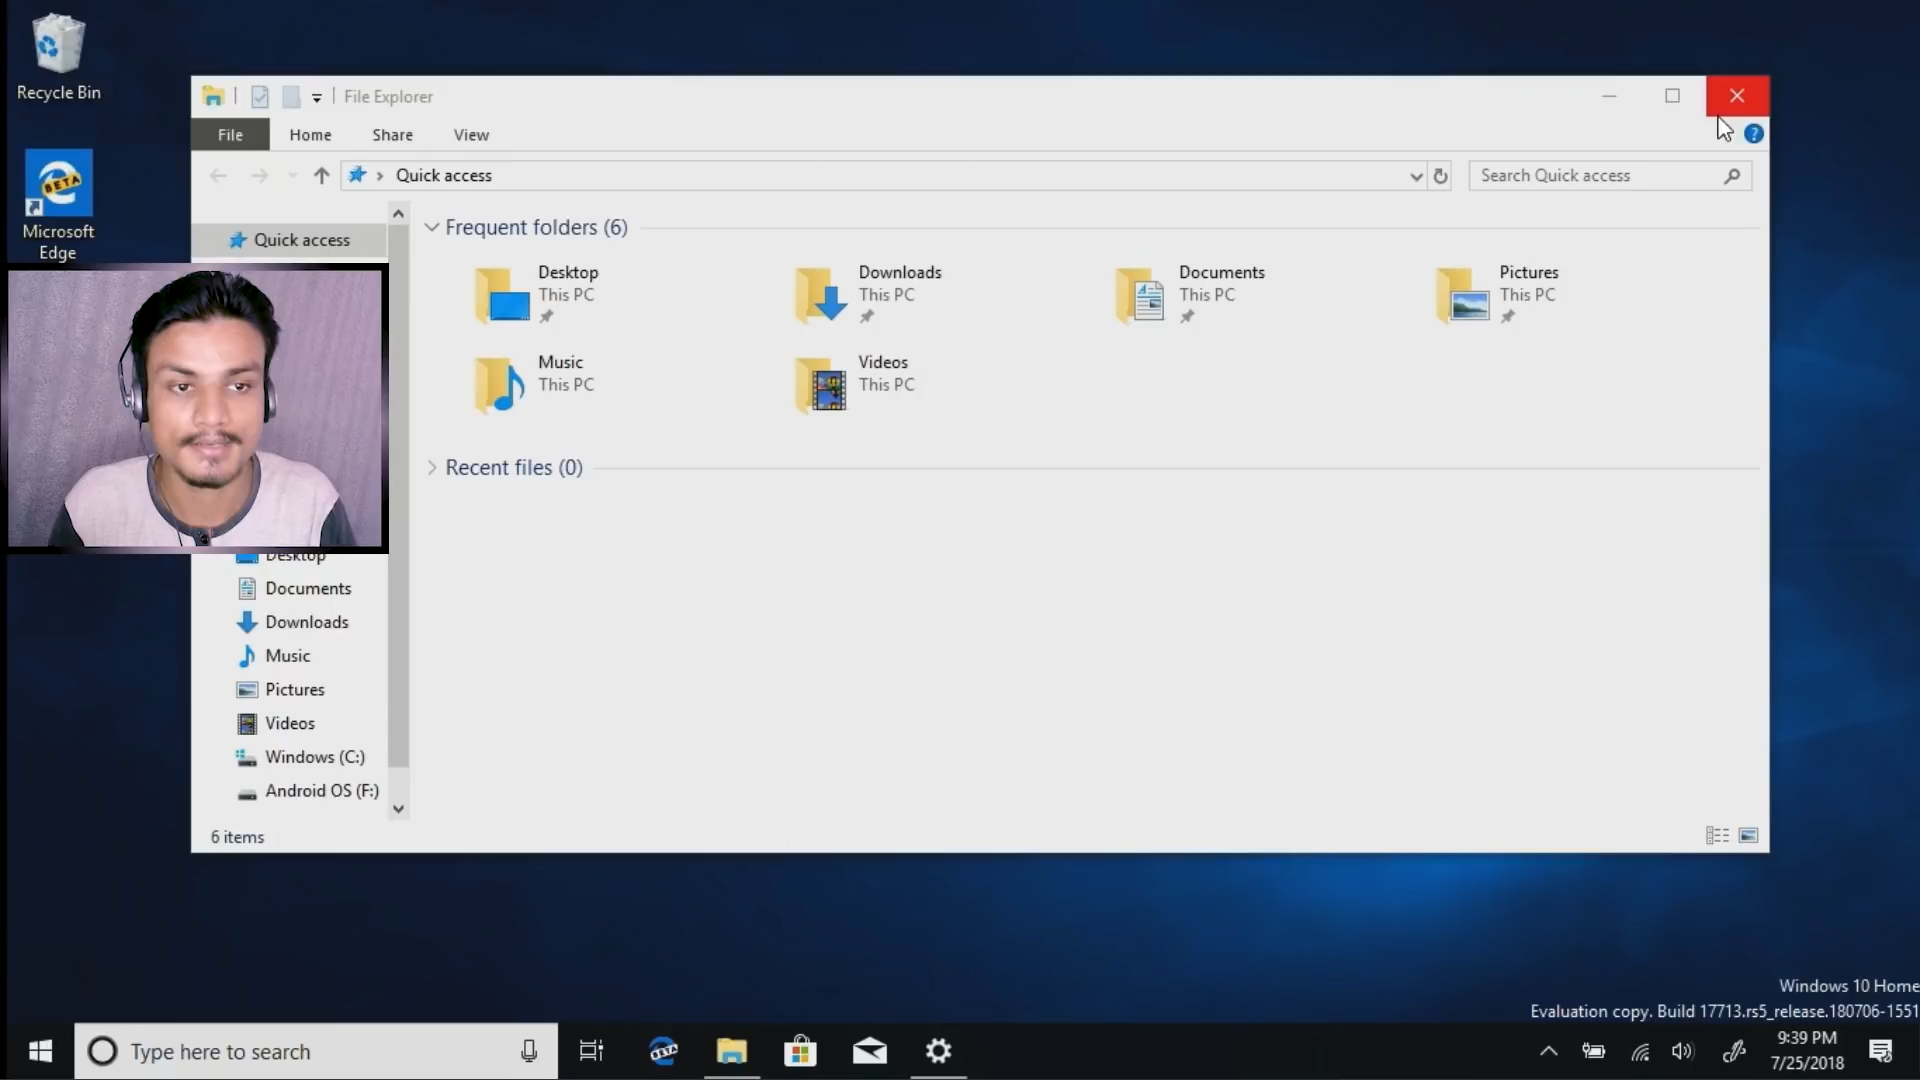 Recycle Bin
BETA
Microsoft
Edge
File Explorer
File Home Share View
?
Quick access
Search Quick access
Quick access
Frequent folders (6)
Desktop
This PC
Downloads
This PC
Documents
This PC
Pictures
This PC
Music
This PC
Videos
This PC
Recent files (0)
Desktop
Documents
Downloads
Music
Pictures
Videos
Windows (C:)
Android OS (F:)
6 items
Windows 10 Home
Evaluation copy. Build 17713.rs5_release.180706-1551
Type here to search
BETA
9:39 PM
7/25/2018